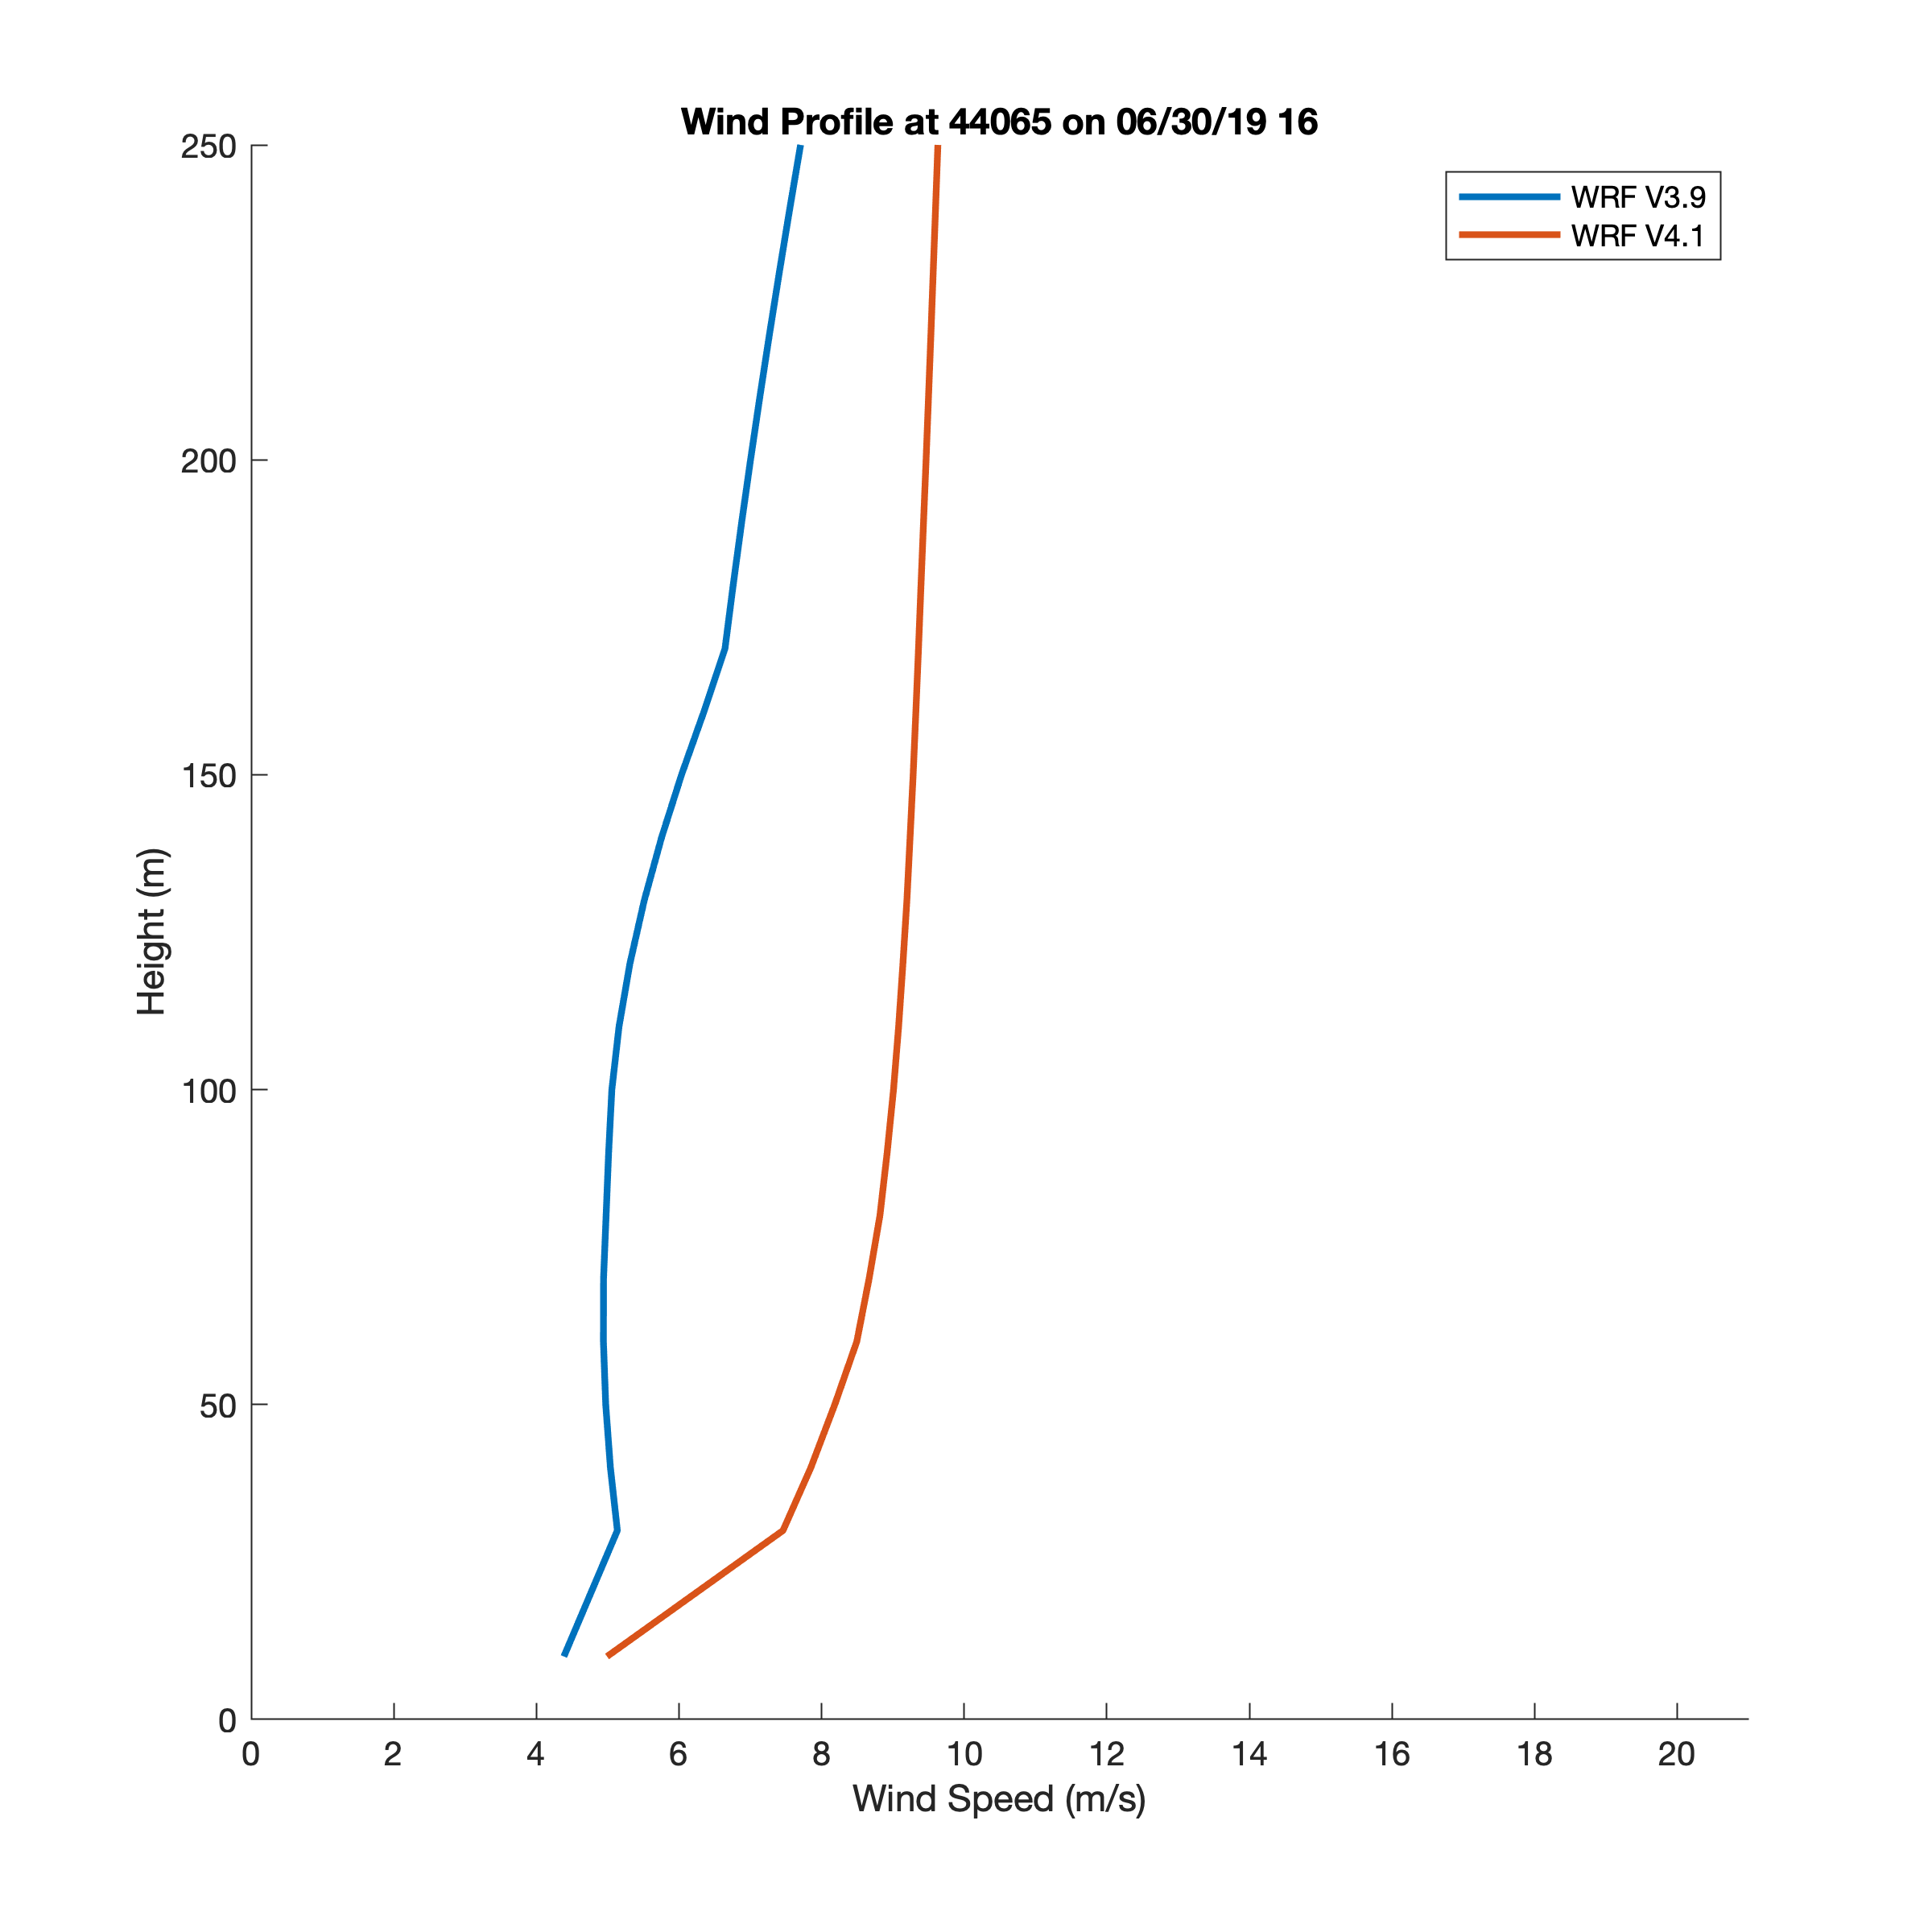 Wind Profile at 44065 on 06/30/19 16
WRF V3.9
WRF V4.1
250
200
150
100
50
0
Height (m)
0 2 4 6 8 10 12 14 16 18 20
Wind Speed (m/s)